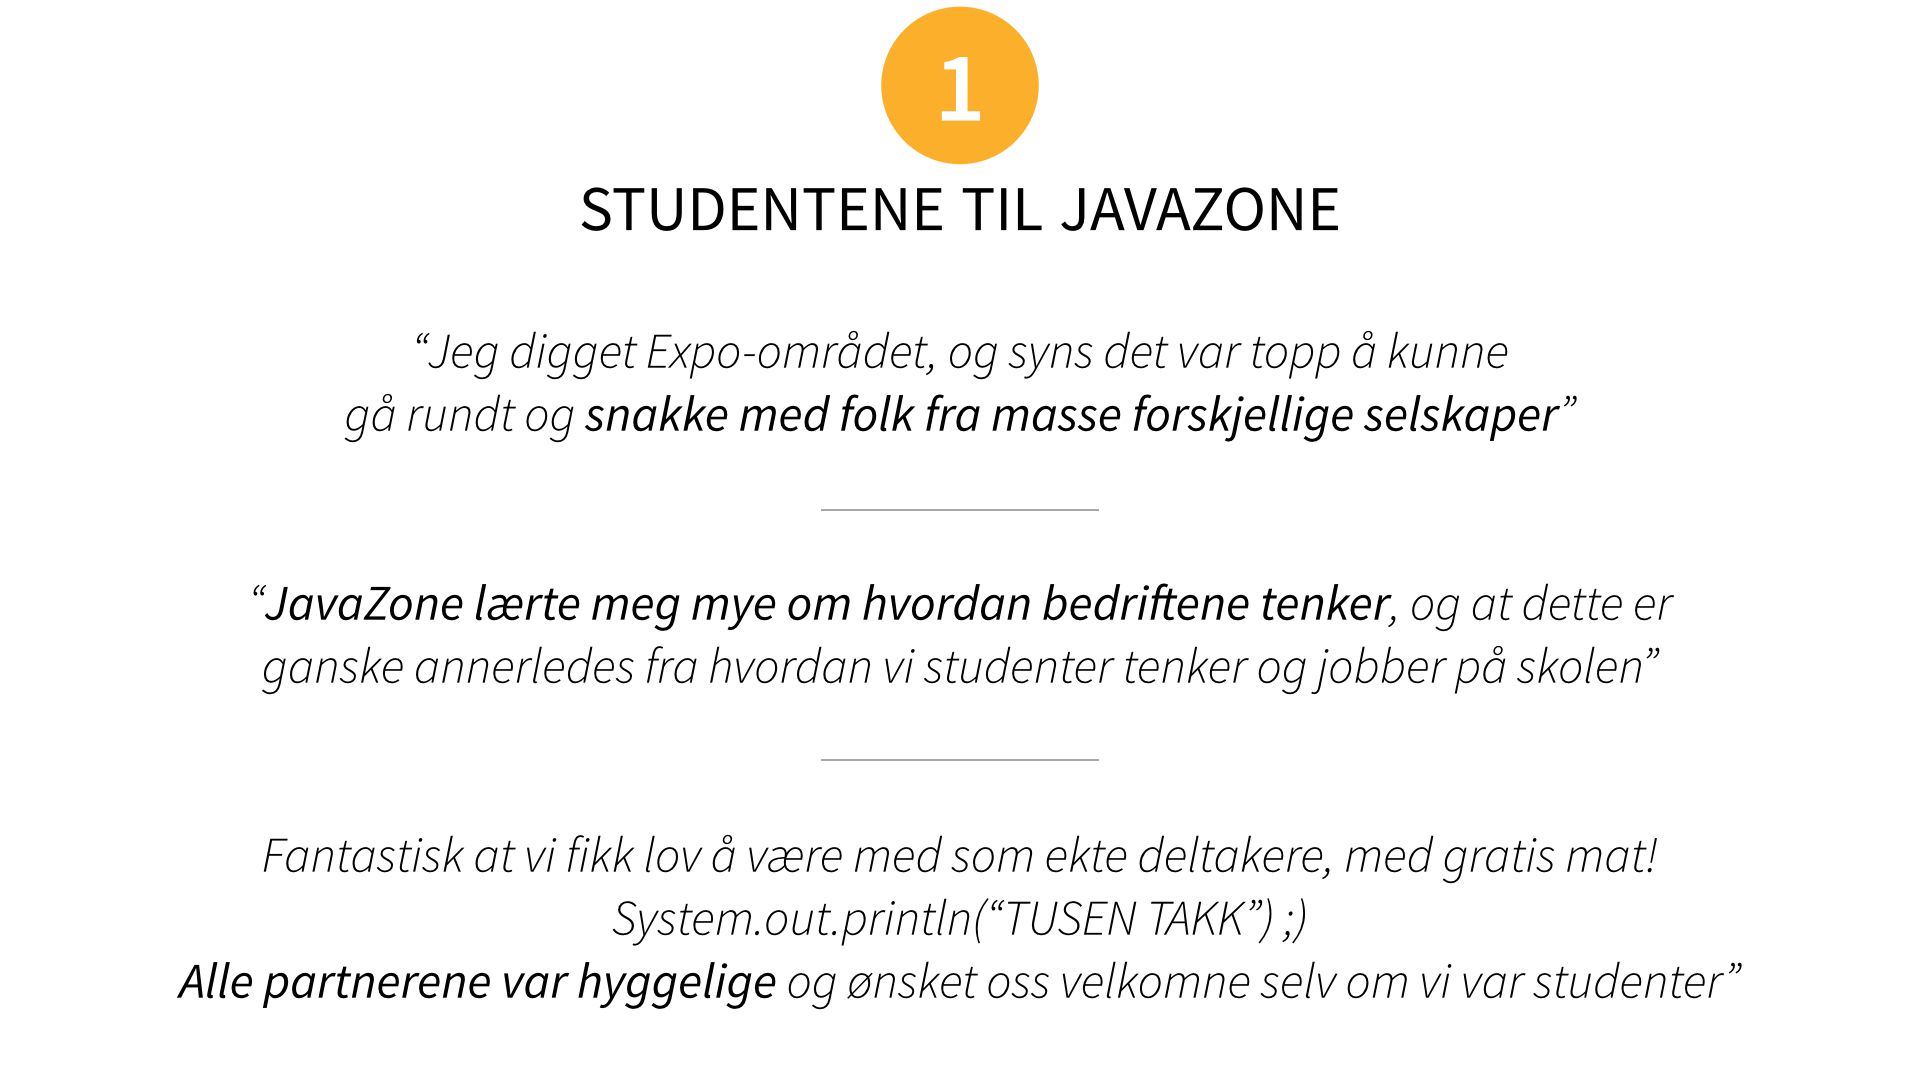 1
STUDENTENE TIL JAVAZONE
“Jeg digget Expo-området, og syns det var topp å kunne
gå rundt og snakke med folk fra masse forskjellige selskaper”
“JavaZone lærte meg mye om hvordan bedriftene tenker, og at dette er
ganske annerledes fra hvordan vi studenter tenker og jobber på skolen”
Fantastisk at vi fikk lov å være med som ekte deltakere, med gratis mat!
System.out.println(“TUSEN TAKK”) ;)
Alle partnerene var hyggelige og ønsket oss velkomne selv om vi var studenter”